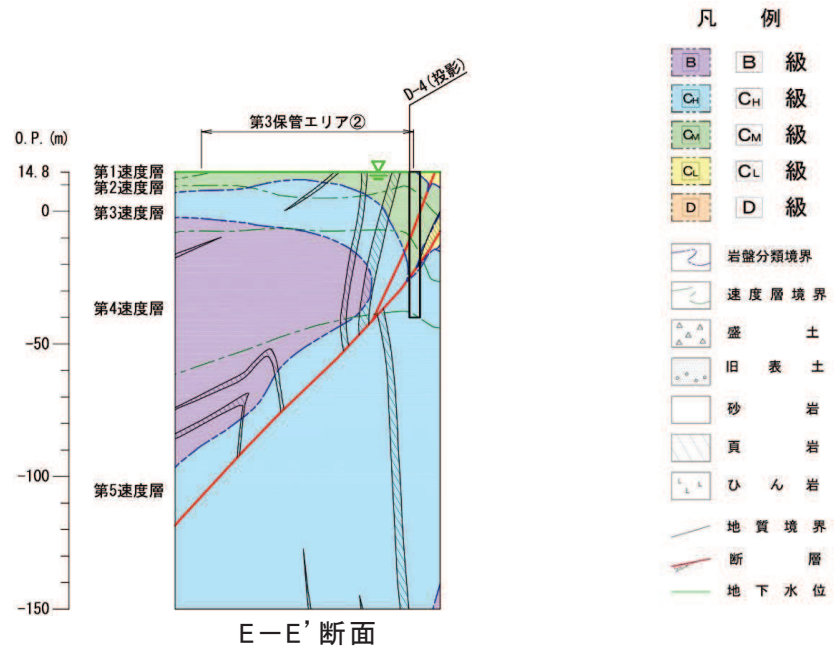 凡 例
B B 級
CH CH 級
CM CM 級
CL CL 級
D D 級
岩盤分類境界
速度層境界
盛土
旧表土
砂岩
頁岩
ひん岩
地質境界
断層
地下水位
D-4(投影)
第3保管エリア②
O.P.(m)
14.8
第1速度層
第2速度層
0
第3速度層
第4速度層
-50
-100
第5速度層
-150
E-E'断面